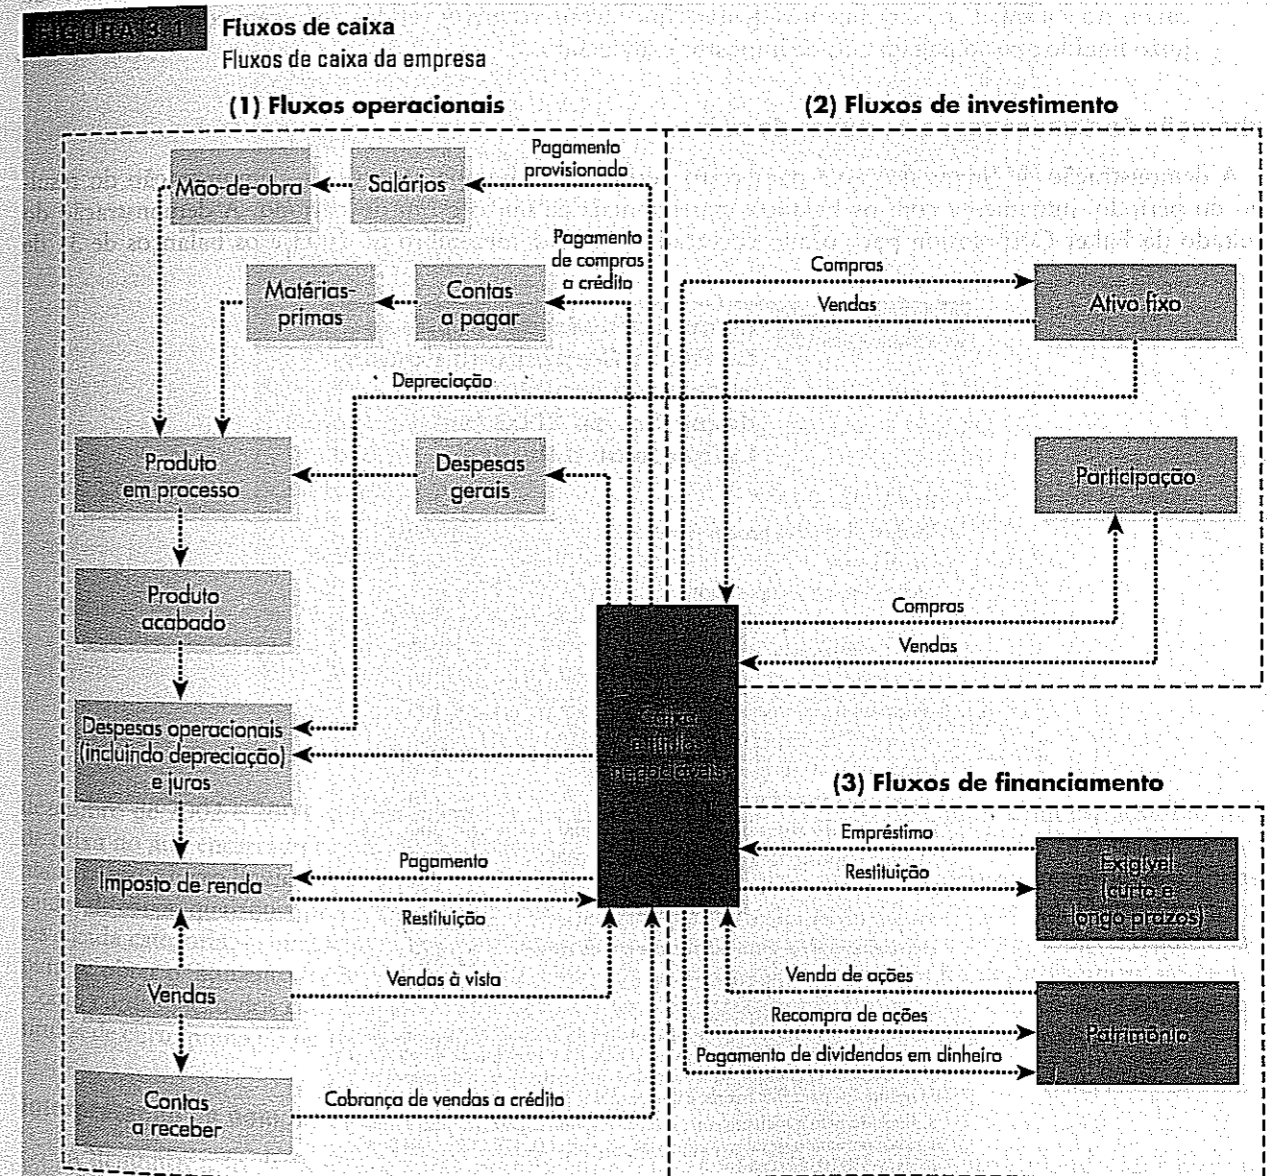 FIGURA 3.1
Fluxos de caixa
Fluxos de caixa da empresa
(1) Fluxos operacionais
(2) Fluxos de investimento
Mão-de-obra
Salários
Pagamento
provisionado
Pagamento
de compras
a crédito
Matérias-
primas
Contas
a pagar
Compras
Vendas
Ativo fixo
Depreciação
Produto
em processo
Despesas
gerais
Participação
Produto
acabado
Compras
Vendas
Despesas operacionais
(incluindo depreciação)
e juros
Caixa
e títulos
negociáveis
(3) Fluxos de financiamento
Empréstimo
Restituição
Exigível
(curto e
longo prazos)
Imposto de renda
Pagamento
Restituição
Vendas
Vendas à vista
Venda de ações
Recompra de ações
Pagamento de dividendos em dinheiro
Patrimônio
Contas
a receber
Cobrança de vendas a crédito